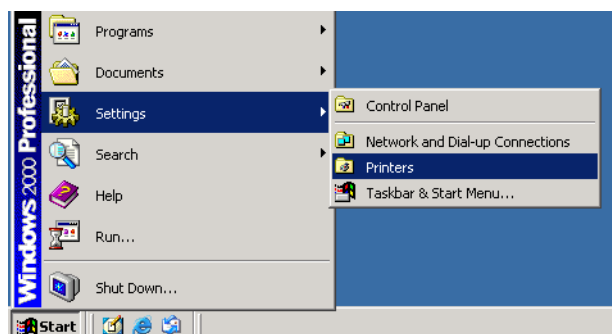 Windows 2000 Professional
Programs
Documents
Settings
Search
Help
Run...
Shut Down...
Control Panel
Network and Dial-up Connections
Printers
Taskbar & Start Menu...
Start